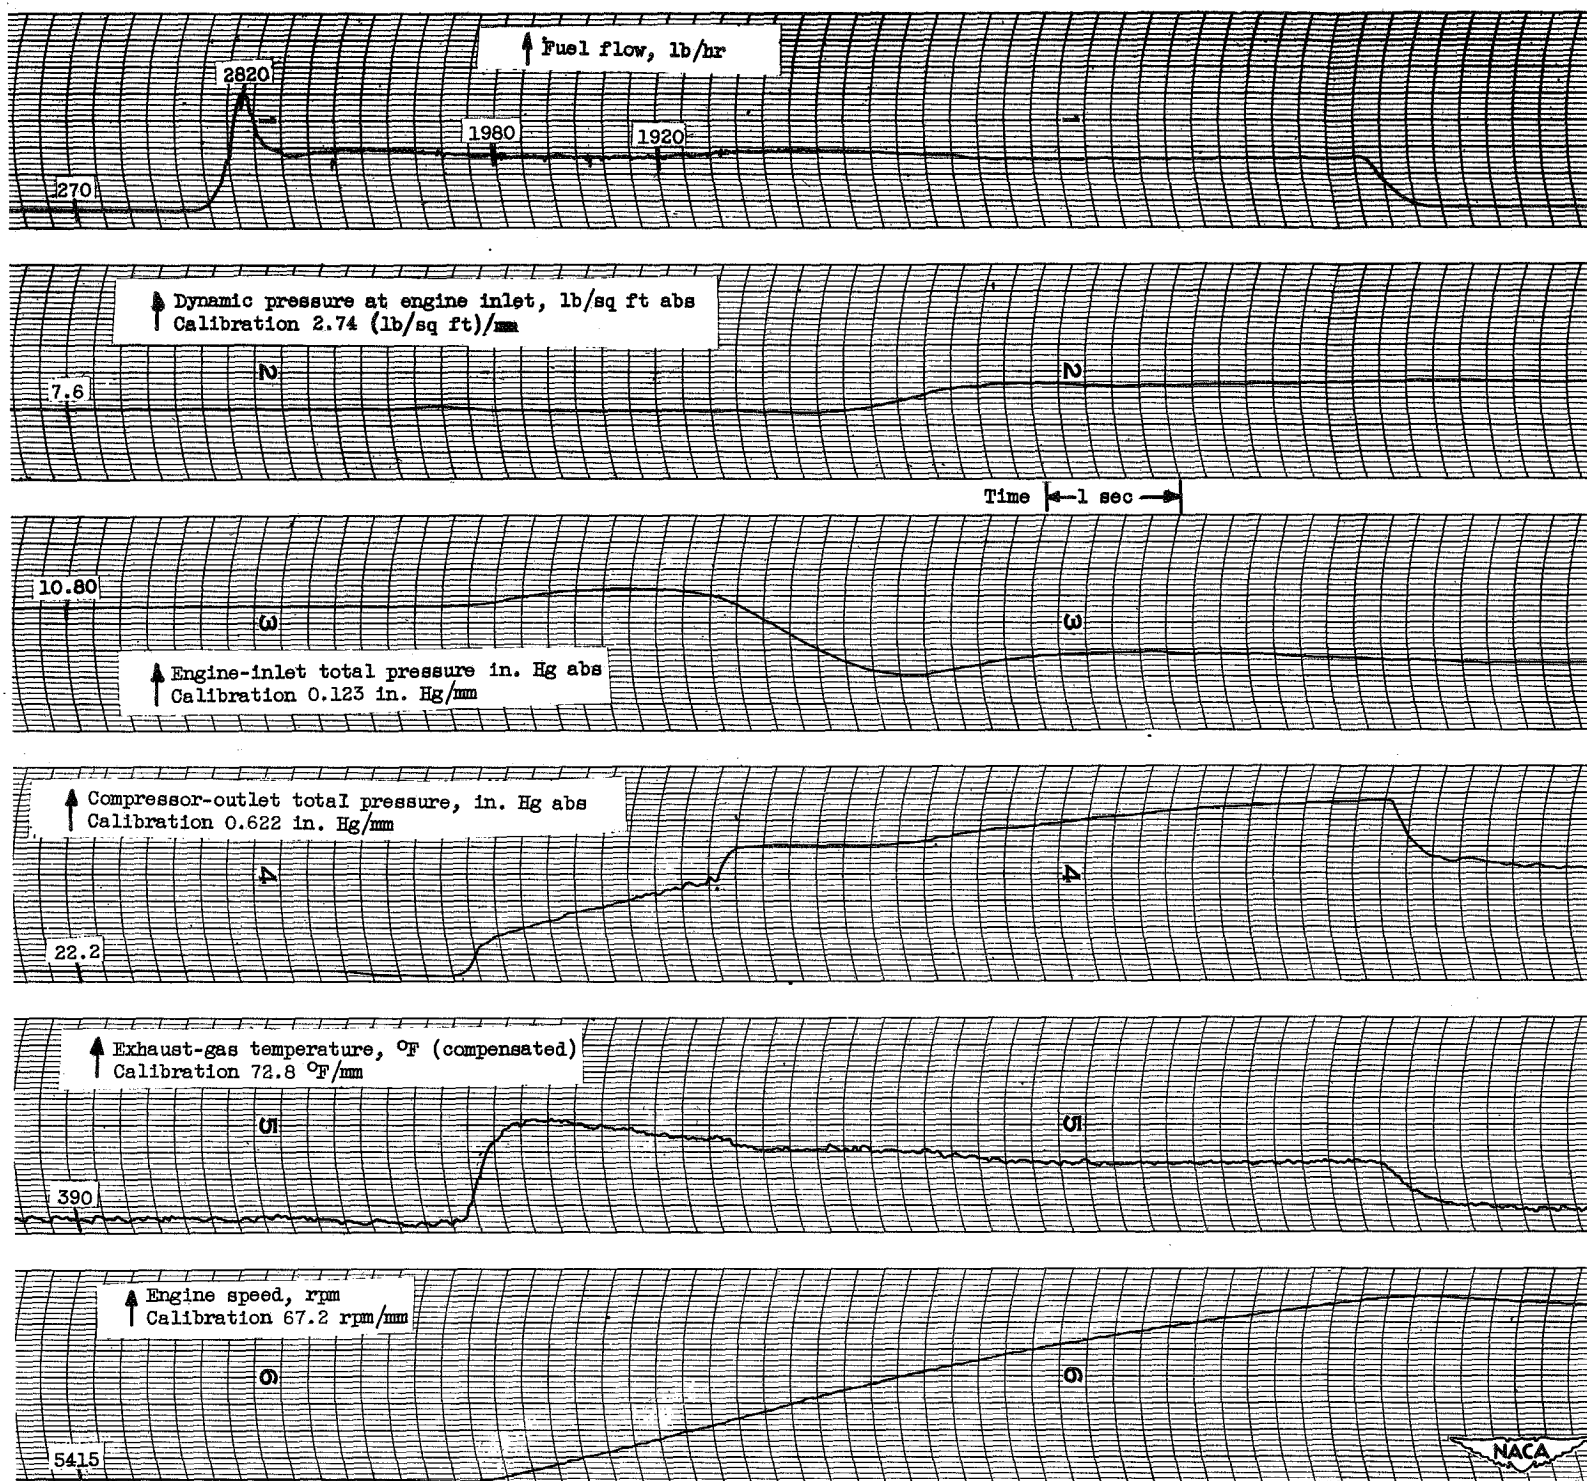 ↑ Fuel flow, lb/hr
2820
1
1
1980
1920
270
↑ Dynamic pressure at engine inlet, lb/sq ft abs
Calibration 2.74 (lb/sq ft)/mm
2
2
7.6
Time |←1 sec→|
10.80
3
3
↑ Engine-inlet total pressure in. Hg abs
Calibration 0.123 in. Hg/mm
↑ Compressor-outlet total pressure, in. Hg abs
Calibration 0.622 in. Hg/mm
4
4
22.2
↑ Exhaust-gas temperature, °F (compensated)
Calibration 72.8 °F/mm
5
5
390
↑ Engine speed, rpm
Calibration 67.2 rpm/mm
6
6
5415
NACA